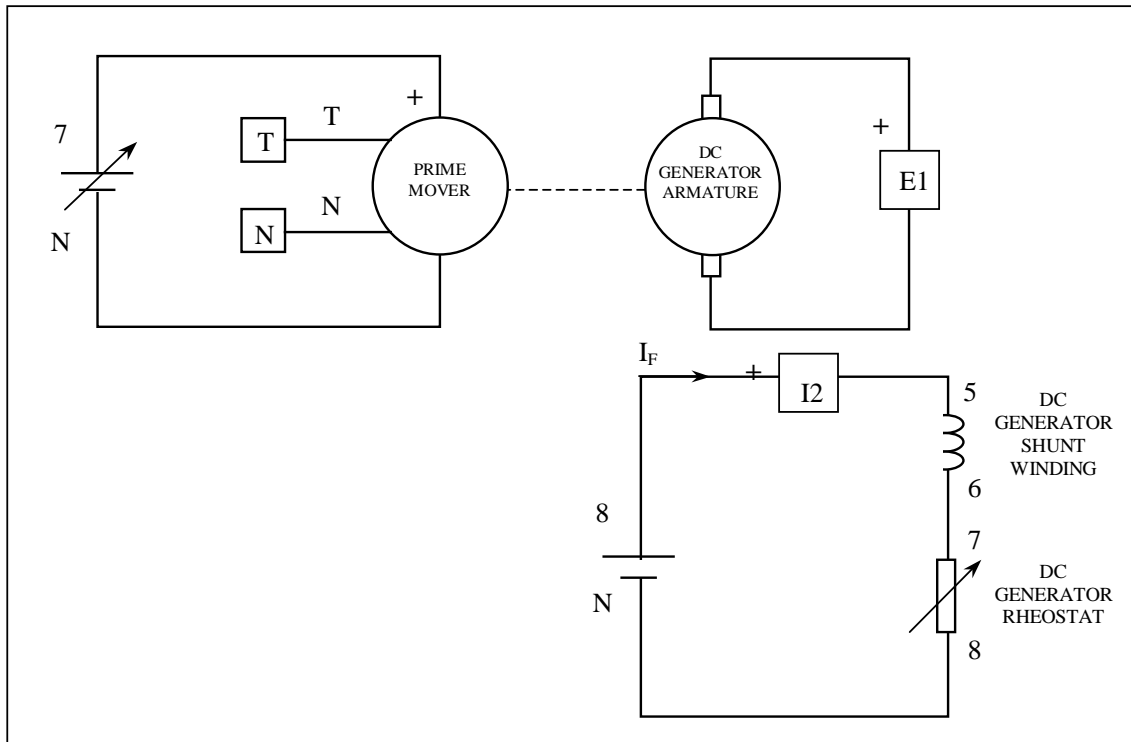 7
N
T
T
N
N
+
PRIME
MOVER
DC
GENERATOR
ARMATURE
+
E1
I_F
+
I2
5
DC
GENERATOR
SHUNT
WINDING
6
8
N
7
DC
GENERATOR
RHEOSTAT
8